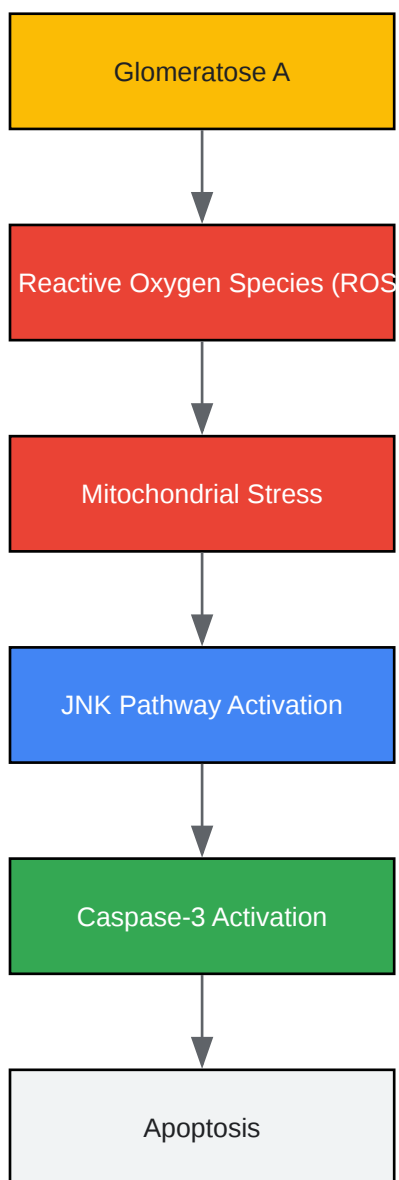 Glomeratose A
Reactive Oxygen Species (ROS
Mitochondrial Stress
JNK Pathway Activation
Caspase-3 Activation
Apoptosis